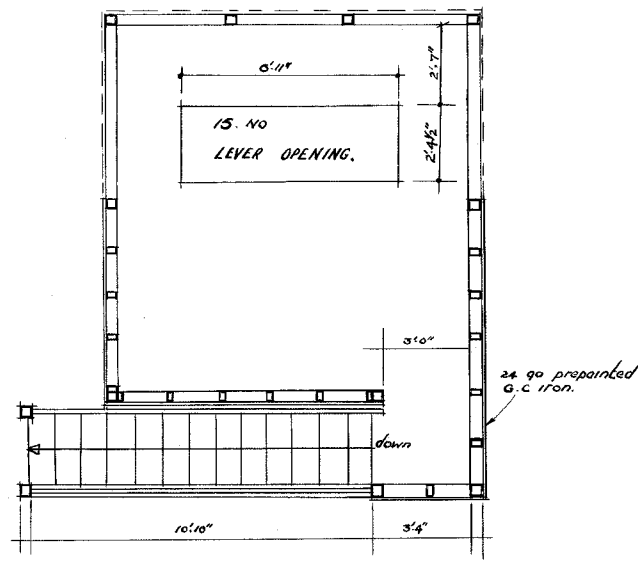 6'-11"
2'-7"
15. NO
LEVER OPENING.
2'-4½"
3'-0"
24 ga prepainted
G.C iron.
down
10'-10"
3'-4"